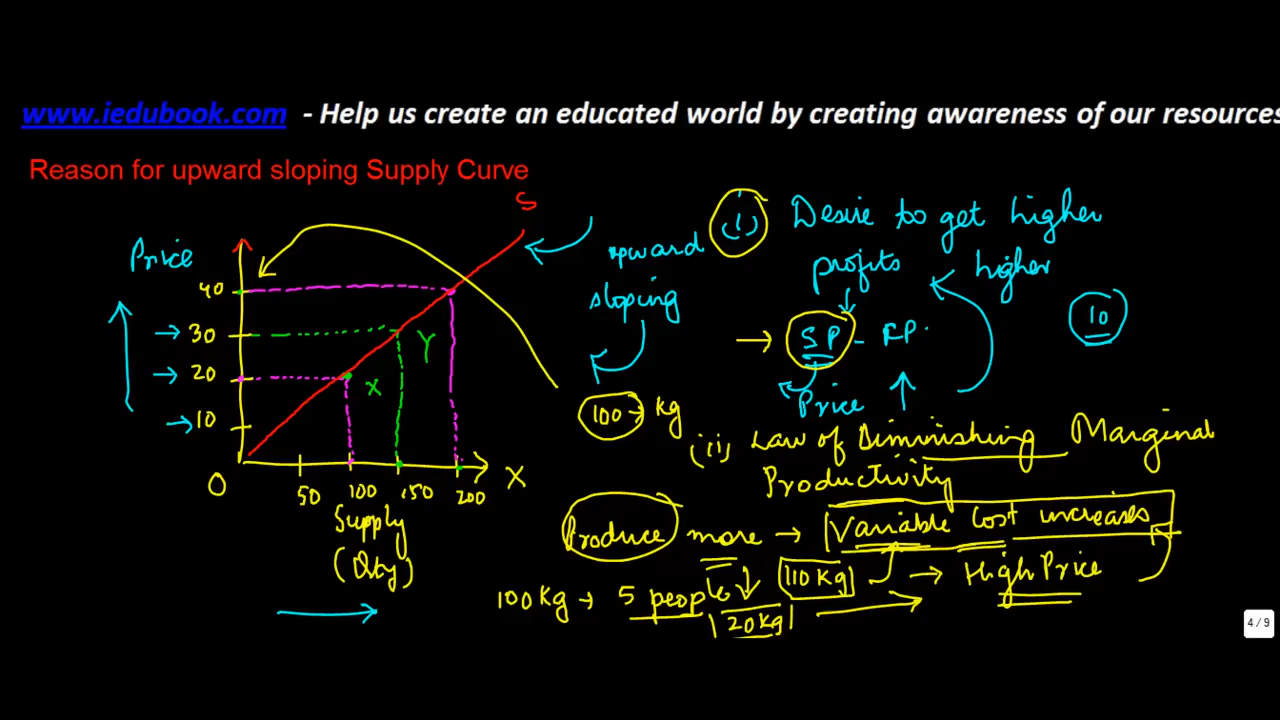 www.iedubook.com - Help us create an educated world by creating awareness of our resources
Reason for upward sloping Supply Curve
S
Price
40
30
20
10
O
50 100 150 200
X
Supply
(Qty)
X
Y
upward
sloping
100 → kg
(i) Desire to get higher
profits higher
SP -
Price
10
(ii) Law of Diminishing Marginal
Productivity
Produce more → Variable Cost increases
110 Kg → High Price
100 Kg → 5 people
20 Kg
4 / 9